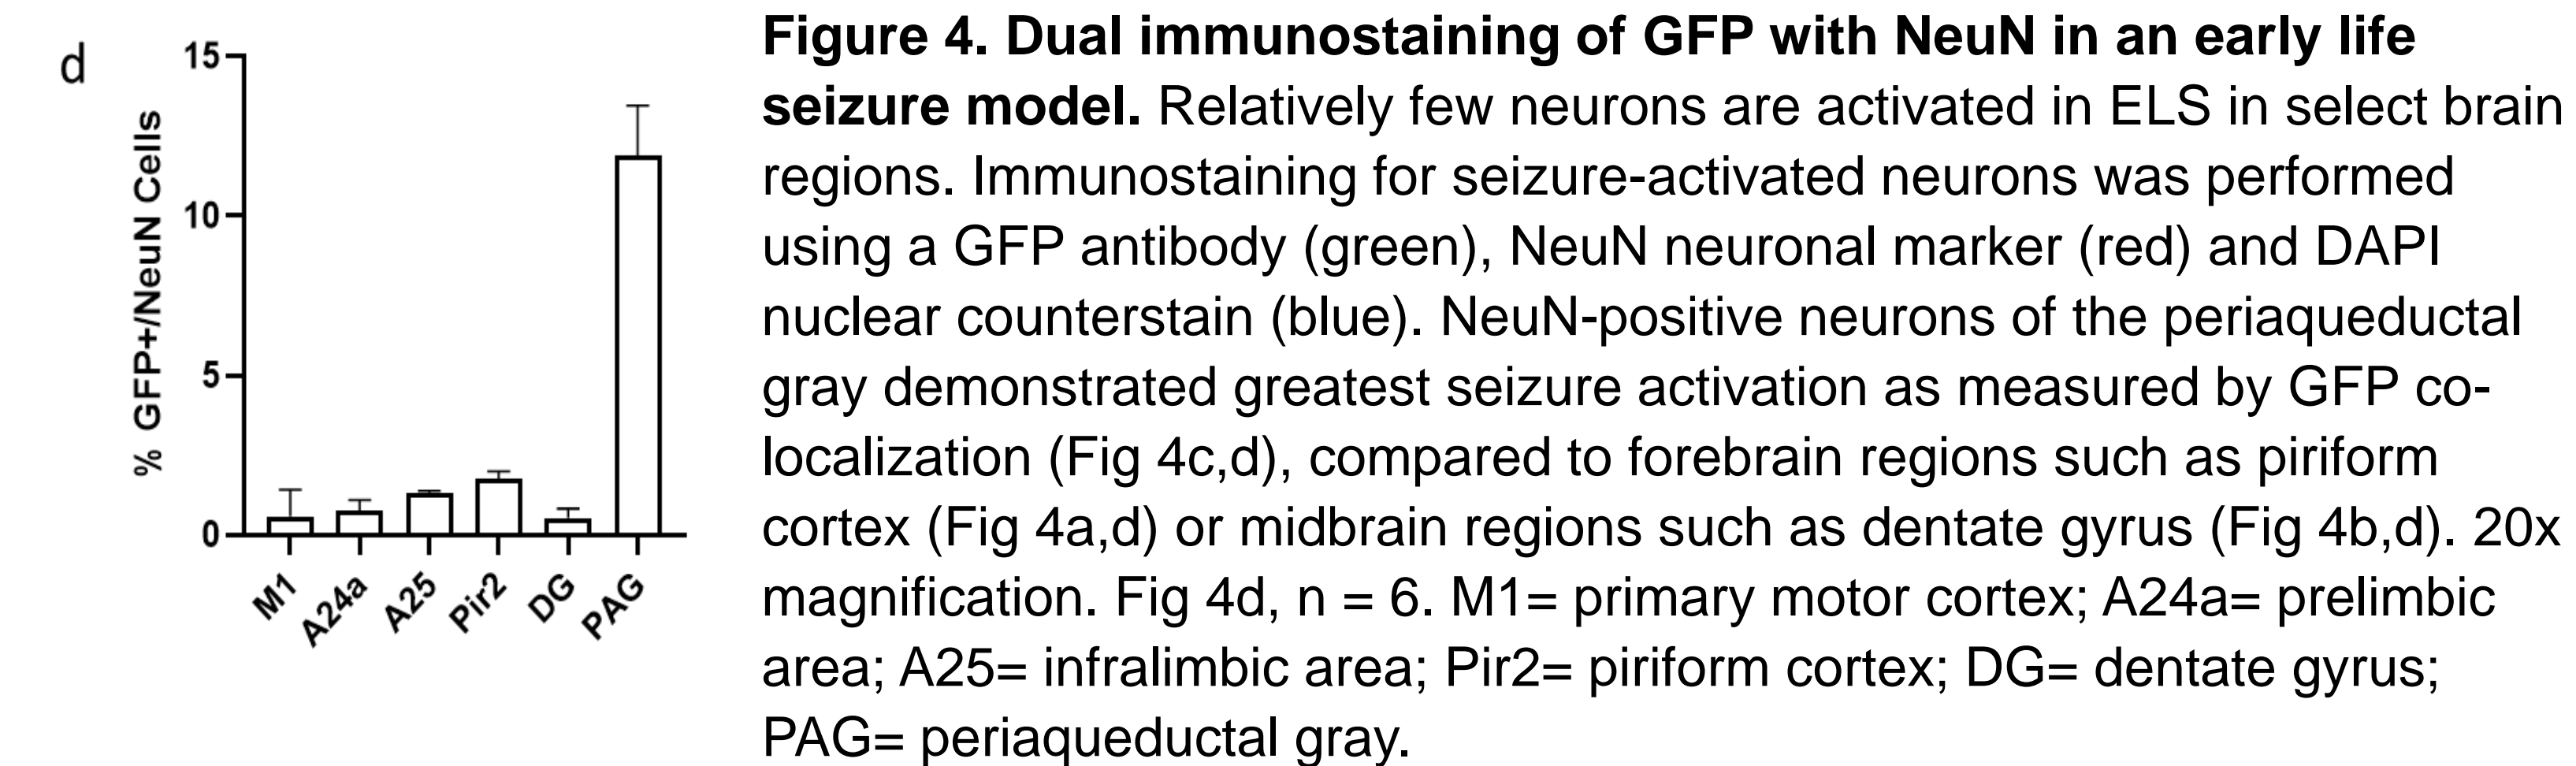 d
15
10
5
0
% GFP+/NeuN Cells
M1
A24a
A25
Pir2
DG
PAG
Figure 4. Dual immunostaining of GFP with NeuN in an early life
seizure model. Relatively few neurons are activated in ELS in select brain
regions. Immunostaining for seizure-activated neurons was performed
using a GFP antibody (green), NeuN neuronal marker (red) and DAPI
nuclear counterstain (blue). NeuN-positive neurons of the periaqueductal
gray demonstrated greatest seizure activation as measured by GFP co-
localization (Fig 4c,d), compared to forebrain regions such as piriform
cortex (Fig 4a,d) or midbrain regions such as dentate gyrus (Fig 4b,d). 20x
magnification. Fig 4d, n = 6. M1= primary motor cortex; A24a= prelimbic
area; A25= infralimbic area; Pir2= piriform cortex; DG= dentate gyrus;
PAG= periaqueductal gray.